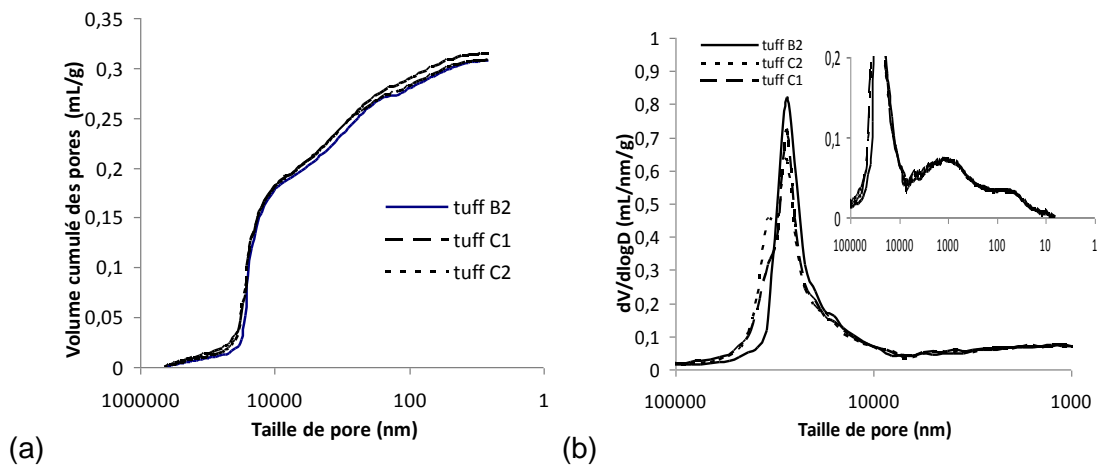 0,35
0,3
0,25
0,2
0,15
0,1
0,05
0
Volume cumulé des pores (mL/g)
tuff B2
tuff C1
tuff C2
1000000
10000
100
1
Taille de pore (nm)
(a)
1
0,9
0,8
0,7
0,6
0,5
0,4
0,3
0,2
0,1
0
dV/dlogD (mL/nm/g)
tuff B2
tuff C2
tuff C1
0,2
0,1
0
100000
10000
1000
100
10
1
100000
10000
1000
Taille de pore (nm)
(b)